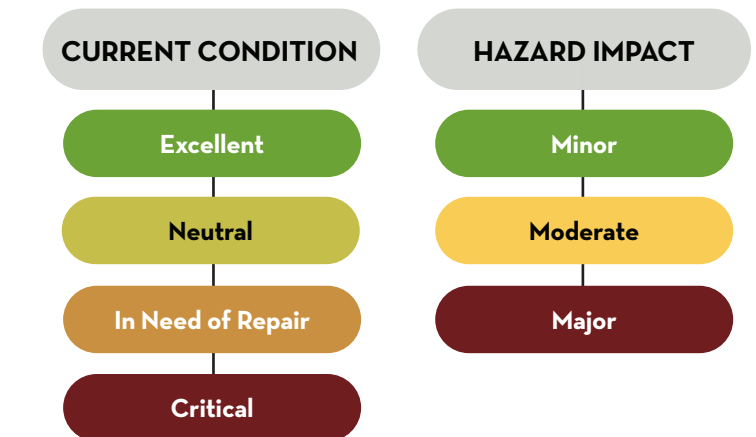 CURRENT CONDITION
Excellent
Neutral
In Need of Repair
Critical
HAZARD IMPACT
Minor
Moderate
Major